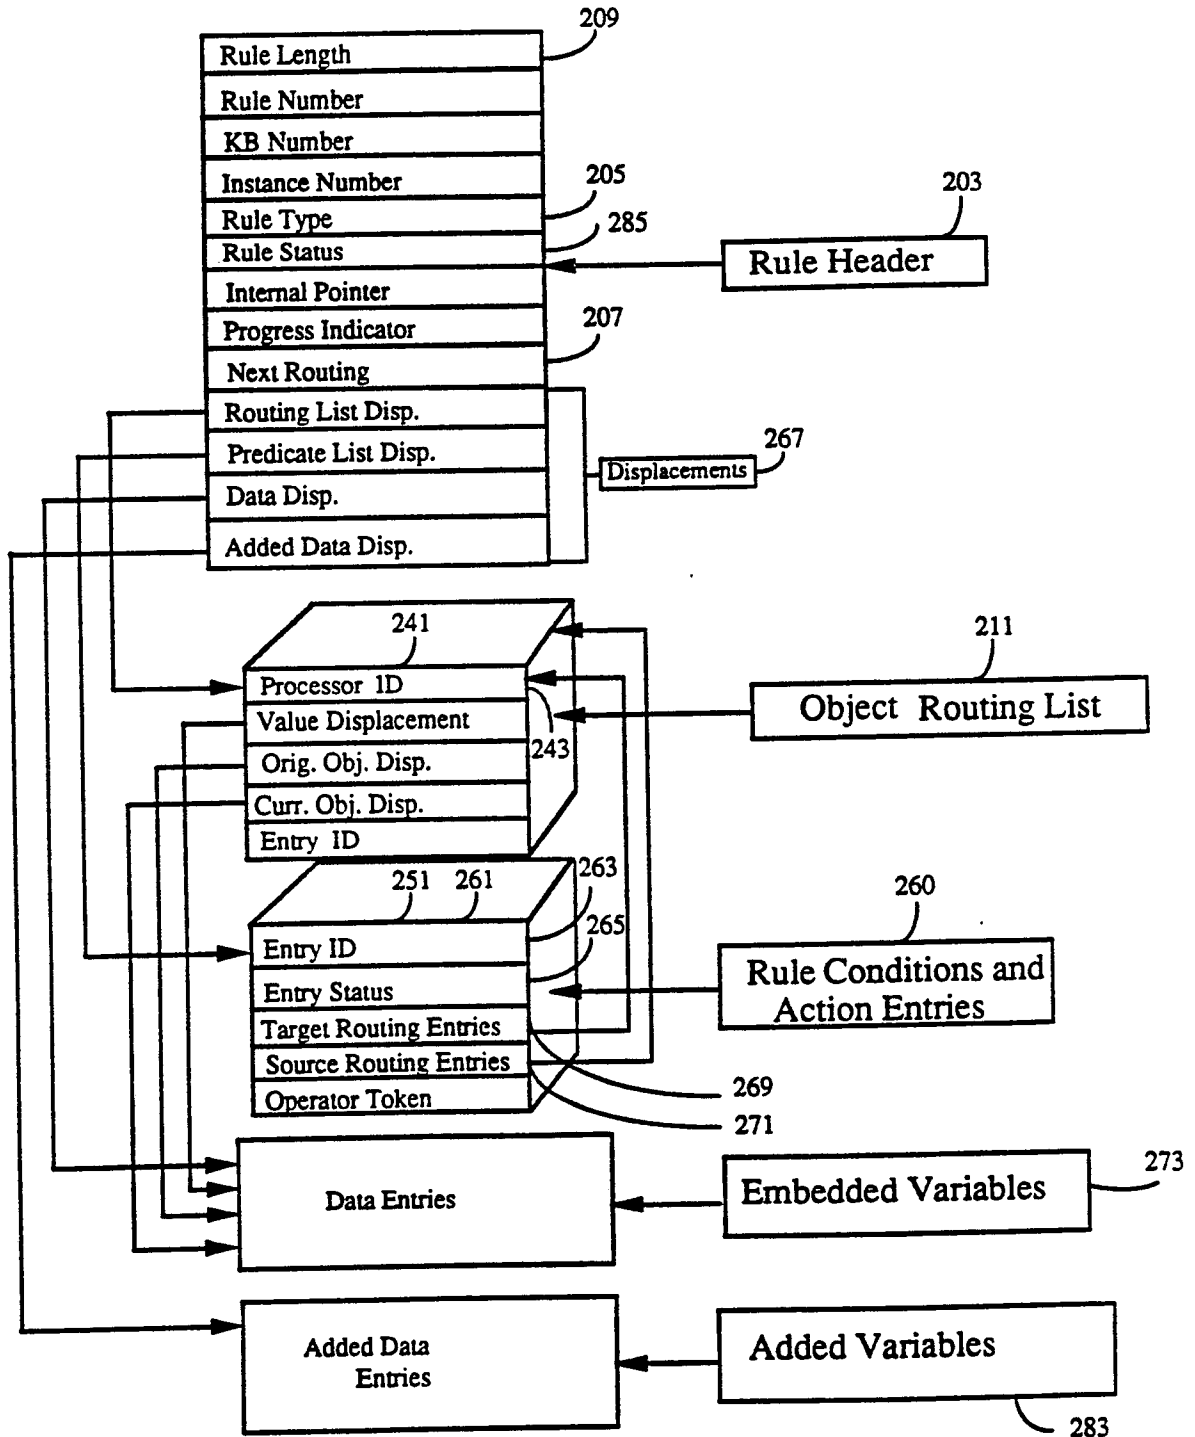 209
Rule Length
Rule Number
KB Number
Instance Number
205
Rule Type
285
Rule Status
203
Rule Header
Internal Pointer
Progress Indicator
207
Next Routing
Routing List Disp.
Predicate List Disp.
267
Displacements
Data Disp.
Added Data Disp.
241
211
Processor ID
Object Routing List
Value Displacement
243
Orig. Obj. Disp.
Curr. Obj. Disp.
Entry ID
263
251 261
260
265
Entry ID
Rule Conditions and
Action Entries
Entry Status
Target Routing Entries
Source Routing Entries
269
Operator Token
271
273
Data Entries
Embedded Variables
Added Data
Entries
Added Variables
283